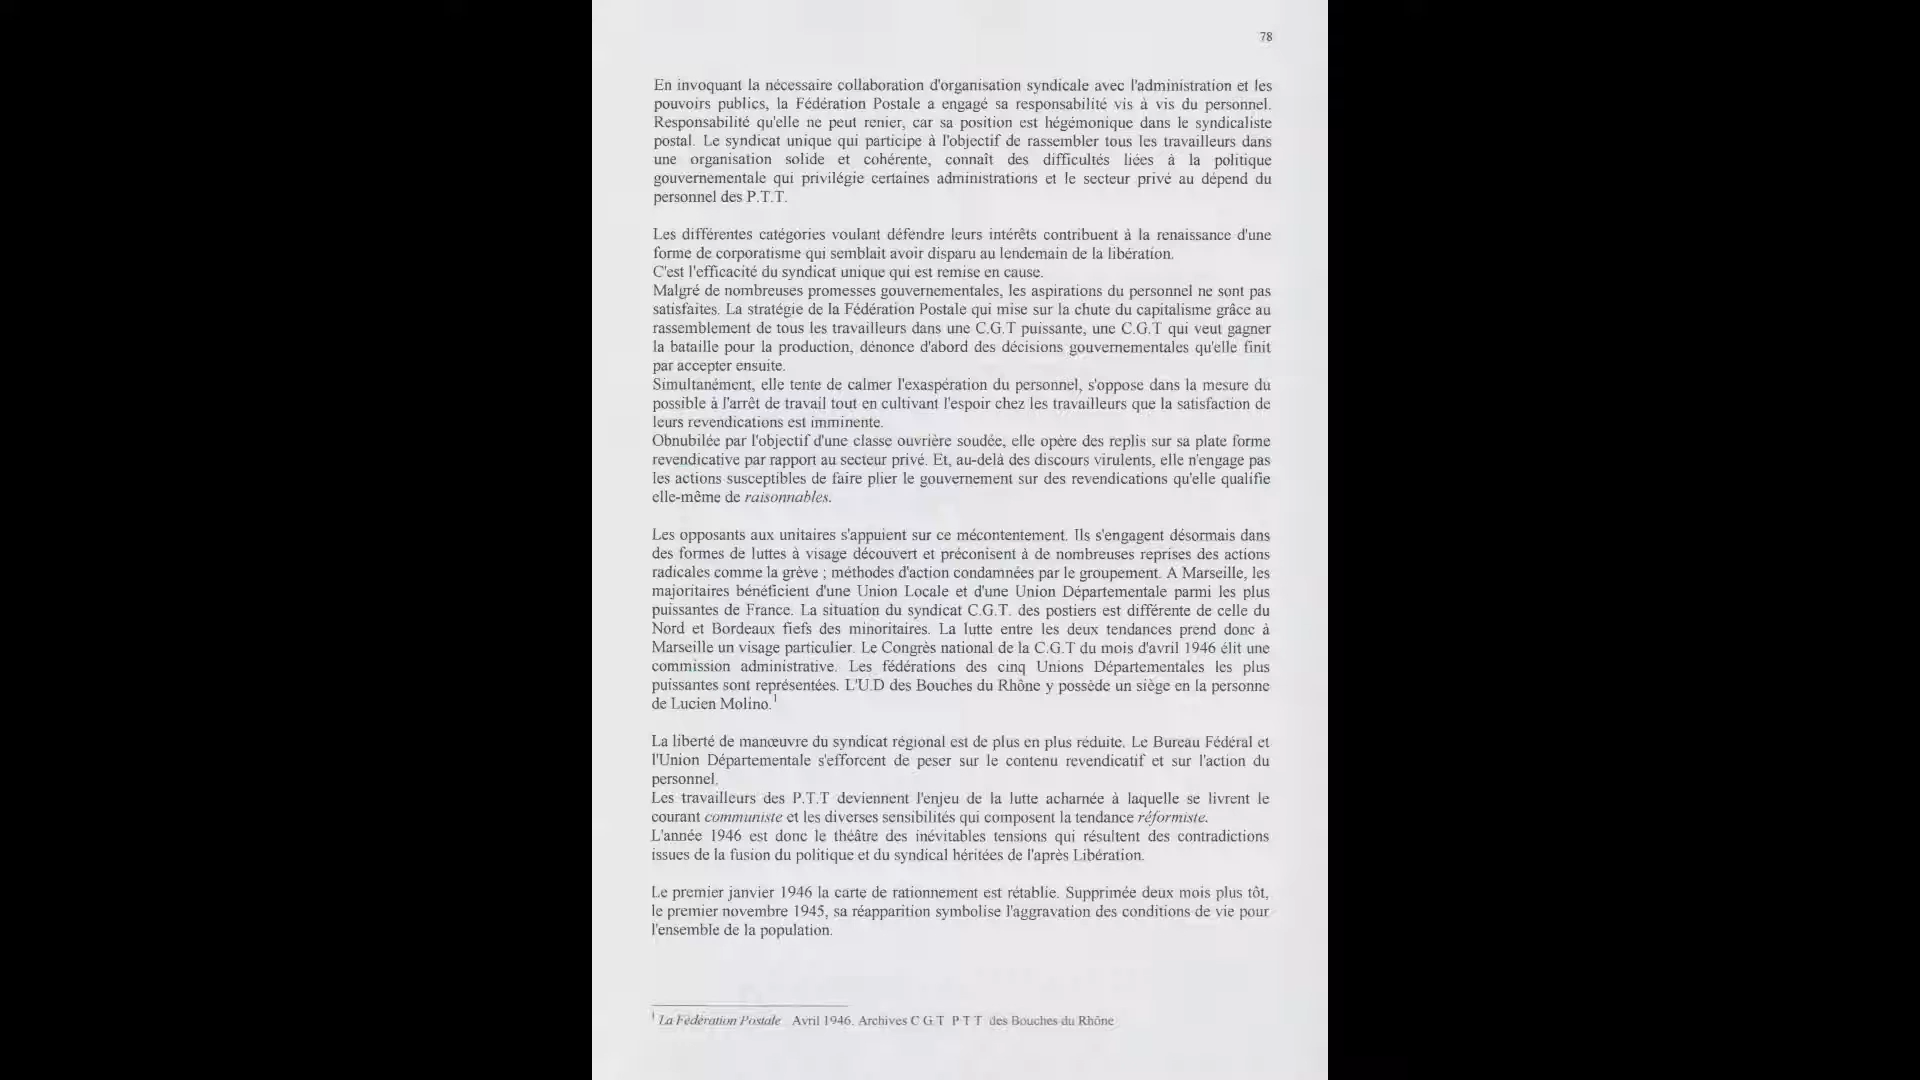 78
En invoquant la nécessaire collaboration d'organisation syndicale avec l'administration et les
pouvoirs publics, la Fédération Postale a engagé sa responsabilité vis à vis du personnel.
Responsabilité qu'elle ne peut renier, car sa position est hégémonique dans le syndicaliste
postal. Le syndicat unique qui participe à l'objectif de rassembler tous les travailleurs dans
une organisation solide et cohérente, connaît des difficultés liées à la politique
gouvernementale qui privilégie certaines administrations et le secteur privé au dépend du
personnel des P.T.T.
Les différentes catégories voulant défendre leurs intérêts contribuent à la renaissance d'une
forme de corporatisme qui semblait avoir disparu au lendemain de la libération.
C'est l'efficacité du syndicat unique qui est remise en cause.
Malgré de nombreuses promesses gouvernementales, les aspirations du personnel ne sont pas
satisfaites. La stratégie de la Fédération Postale qui mise sur la chute du capitalisme grâce au
rassemblement de tous les travailleurs dans une C.G.T puissante, une C.G.T qui veut gagner
la bataille pour la production, dénonce d'abord des décisions gouvernementales qu'elle finit
par accepter ensuite.
Simultanément, elle tente de calmer l'exaspération du personnel, s'oppose dans la mesure du
possible à l'arrêt de travail tout en cultivant l'espoir chez les travailleurs que la satisfaction de
leurs revendications est imminente.
Obnubilée par l'objectif d'une classe ouvrière soudée, elle opère des replis sur sa plate forme
revendicative par rapport au secteur privé. Et, au-delà des discours virulents, elle n'engage pas
les actions susceptibles de faire plier le gouvernement sur des revendications qu'elle qualifie
elle-même de raisonnables.
Les opposants aux unitaires s'appuient sur ce mécontentement. Ils s'engagent désormais dans
des formes de luttes à visage découvert et préconisent à de nombreuses reprises des actions
radicales comme la grève ; méthodes d'action condamnées par le groupement. A Marseille, les
majoritaires bénéficient d'une Union Locale et d'une Union Départementale parmi les plus
puissantes de France. La situation du syndicat C.G.T. des postiers est différente de celle du
Nord et Bordeaux fiefs des minoritaires. La lutte entre les deux tendances prend donc à
Marseille un visage particulier. Le Congrès national de la C.G.T du mois d'avril 1946 élit une
commission administrative. Les fédérations des cinq Unions Départementales les plus
puissantes sont représentées. L'U.D des Bouches du Rhône y possède un siège en la personne
de Lucien Molino.1
La liberté de manœuvre du syndicat régional est de plus en plus réduite. Le Bureau Fédéral et
l'Union Départementale s'efforcent de peser sur le contenu revendicatif et sur l'action du
personnel.
Les travailleurs des P.T.T deviennent l'enjeu de la lutte acharnée à laquelle se livrent le
courant communiste et les diverses sensibilités qui composent la tendance réformiste.
L'année 1946 est donc le théâtre des inévitables tensions qui résultent des contradictions
issues de la fusion du politique et du syndical héritées de l'après Libération.
Le premier janvier 1946 la carte de rationnement est rétablie. Supprimée deux mois plus tôt,
le premier novembre 1945, sa réapparition symbolise l'aggravation des conditions de vie pour
l'ensemble de la population.
1 La Fédération Postale Avril 1946. Archives C G T P T T des Bouches du Rhône